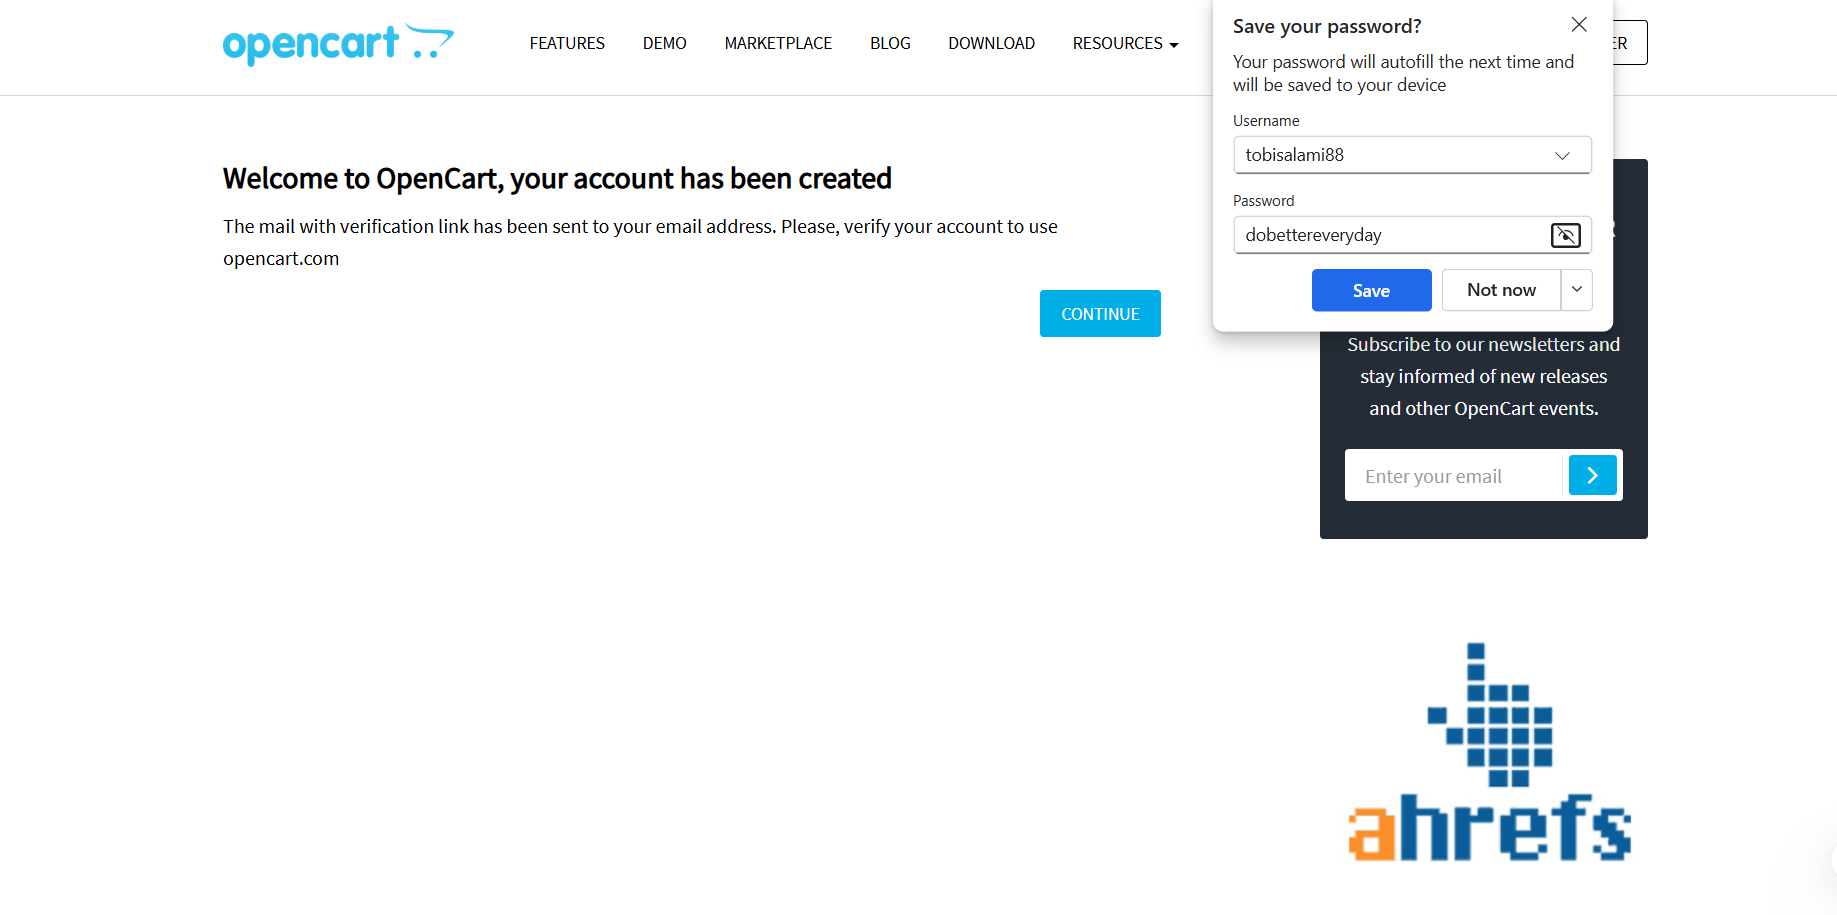 opencart
FEATURES
DEMO
MARKETPLACE
BLOG
DOWNLOAD
RESOURCES
ER
Save your password?
Your password will autofill the next time and
will be saved to your device
Username
tobisalami88
Password
dobettereveryday
Save
Not now
Welcome to OpenCart, your account has been created
The mail with verification link has been sent to your email address. Please, verify your account to use
opencart.com
CONTINUE
Subscribe to our newsletters and
stay informed of new releases
and other OpenCart events.
Enter your email
ahrefs